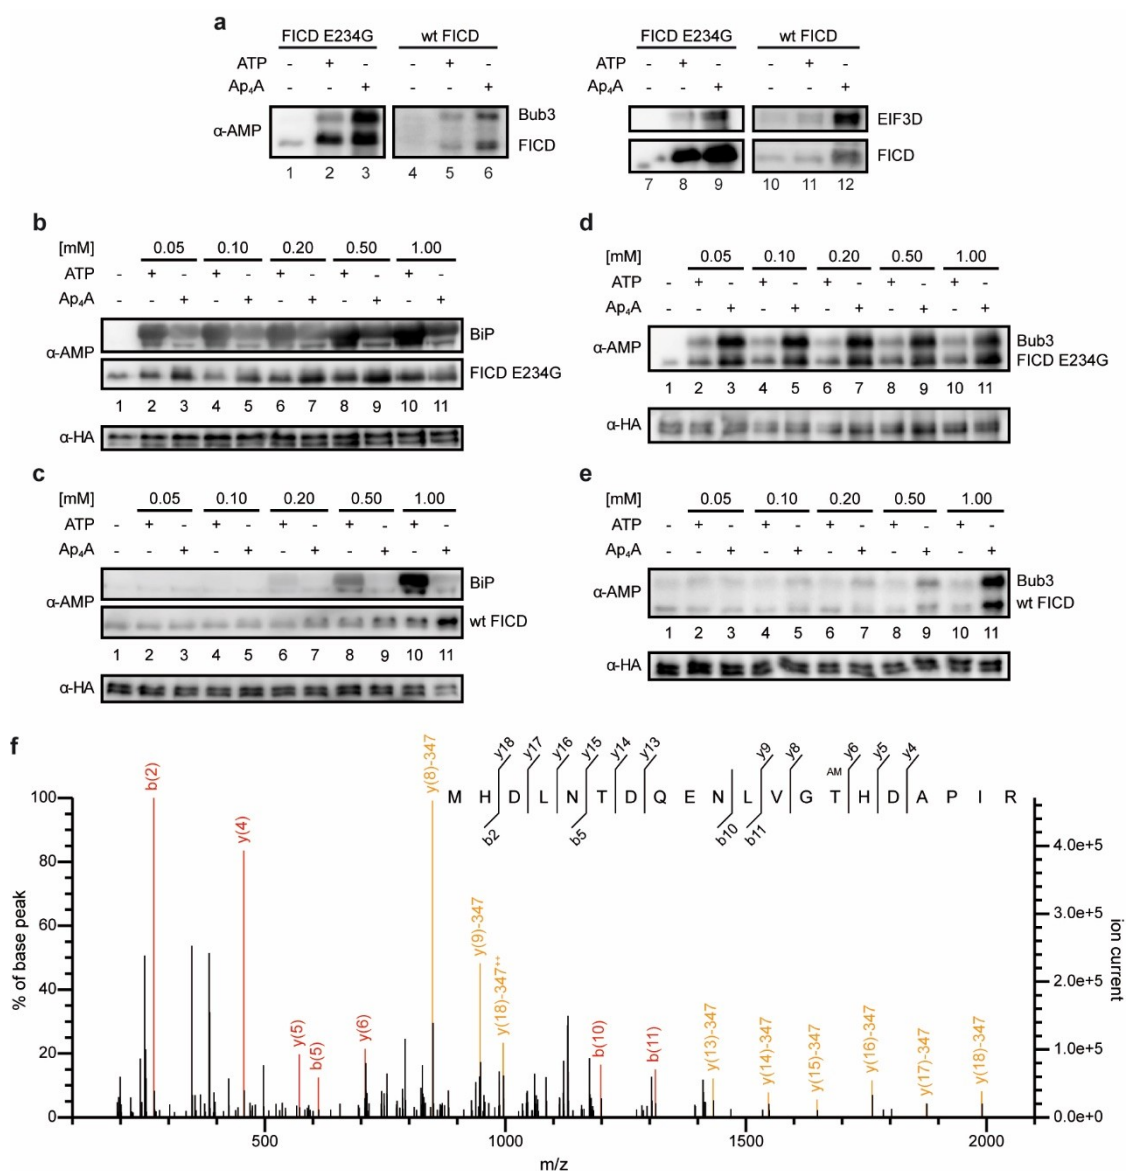 a
FICD E234G wt FICD
ATP - + - - + -
Ap₄A - - + - - +
α-AMP
Bub3
FICD
1 2 3 4 5 6
FICD E234G wt FICD
ATP - + - - + -
Ap₄A - - + - - +
EIF3D
FICD
7 8 9 10 11 12
b
[mM] 0.05 0.10 0.20 0.50 1.00
ATP - + - + - + - + - + -
Ap₄A - - + - + - + - + - +
α-AMP
BiP
FICD E234G
1 2 3 4 5 6 7 8 9 10 11
α-HA
d
[mM] 0.05 0.10 0.20 0.50 1.00
ATP - + - + - + - + - + -
Ap₄A - - + - + - + - + - +
α-AMP
Bub3
FICD E234G
1 2 3 4 5 6 7 8 9 10 11
α-HA
c
[mM] 0.05 0.10 0.20 0.50 1.00
ATP - + - + - + - + - + -
Ap₄A - - + - + - + - + - +
α-AMP
BiP
wt FICD
1 2 3 4 5 6 7 8 9 10 11
α-HA
e
[mM] 0.05 0.10 0.20 0.50 1.00
ATP - + - + - + - + - + -
Ap₄A - - + - + - + - + - +
α-AMP
Bub3
wt FICD
1 2 3 4 5 6 7 8 9 10 11
α-HA
f
y18 y17 y16 y15 y14 y13 y9 y8 y6 y5 y4
AM
M H D L N T D Q E N L V G T H D A P I R
b2 b5 b10 b11
% of base peak
100
80
60
40
20
0
b(2)
y(4)
y(5)
b(5)
y(6)
y(8)-347
y(9)-347
y(18)-347⁺⁺
b(10)
b(11)
y(13)-347
y(14)-347
y(15)-347
y(16)-347
y(17)-347
y(18)-347
4.0e+5
3.0e+5
2.0e+5
1.0e+5
0.0e+0
ion current
500 1000 1500 2000
m/z